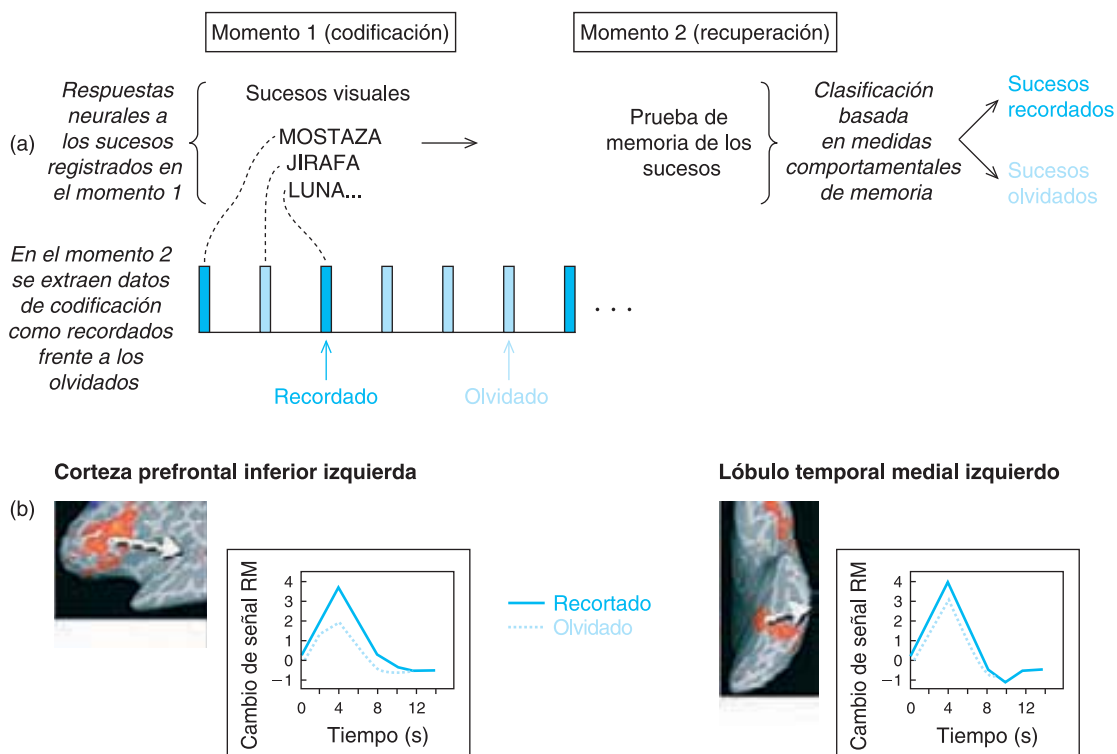 Momento 1 (codificación)
Momento 2 (recuperación)
(a)
Respuestas
neurales a
los sucesos
registrados en
el momento 1
Sucesos visuales
MOSTAZA
JIRAFA
LUNA...
Prueba de
memoria de los
sucesos
Clasificación
basada
en medidas
comportamentales
de memoria
Sucesos
recordados
Sucesos
olvidados
En el momento 2
se extraen datos
de codificación
como recordados
frente a los
olvidados
. . .
Recordado
Olvidado
(b)
Corteza prefrontal inferior izquierda
Cambio de señal RM
4
3
2
1
0
−1
0 4 8 12
Tiempo (s)
Recortado
Olvidado
Lóbulo temporal medial izquierdo
Cambio de señal RM
4
3
2
1
0
−1
0 4 8 12
Tiempo (s)